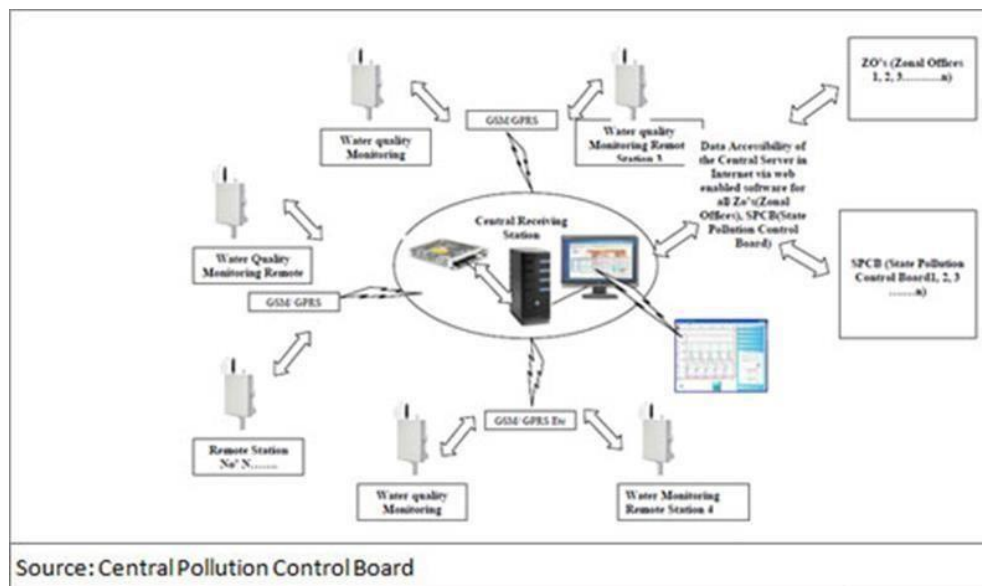 ZO's (Zonal Offices
1, 2, 3............n)
GSM/GPRS
Water quality
Monitoring
Water quality
Monitoring Remot
Station 3
Data Accessibility of
the Central Server in
Internet via web
enabled software for
all Zo's(Zonal
Offices), SPCB(State
Pollution Control
Board)
Central Receiving
Station
Water Quality
Monitoring Remote
SPCB (State Pollution
Control Board1, 2, 3
.......n)
GSM/ GPRS
GSM/ GPRS
Remote Station
No' N.......
Water quality
Monitoring
Water Monitoring
Remote Station 4
Source: Central Pollution Control Board